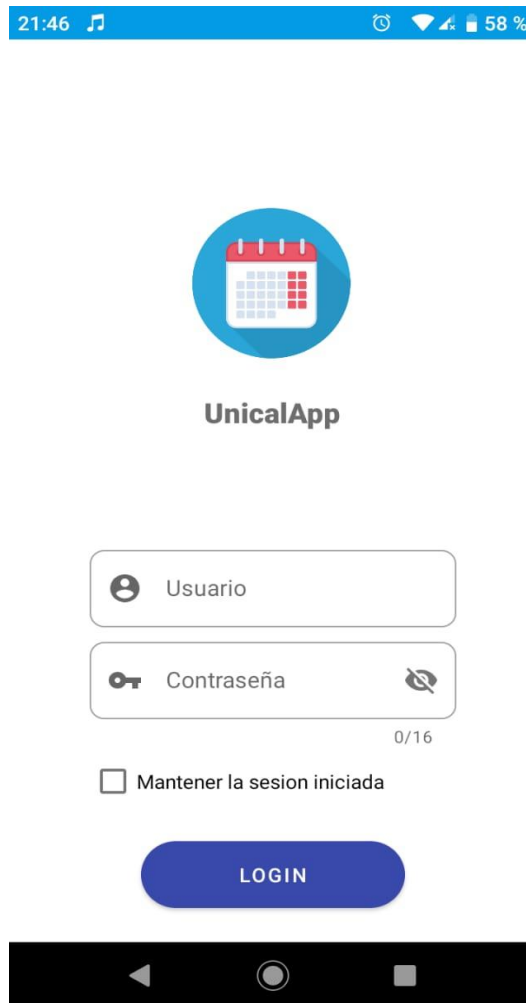 21:46 58 %
UnicalApp
Usuario
Contraseña
0/16
Mantener la sesion iniciada
LOGIN